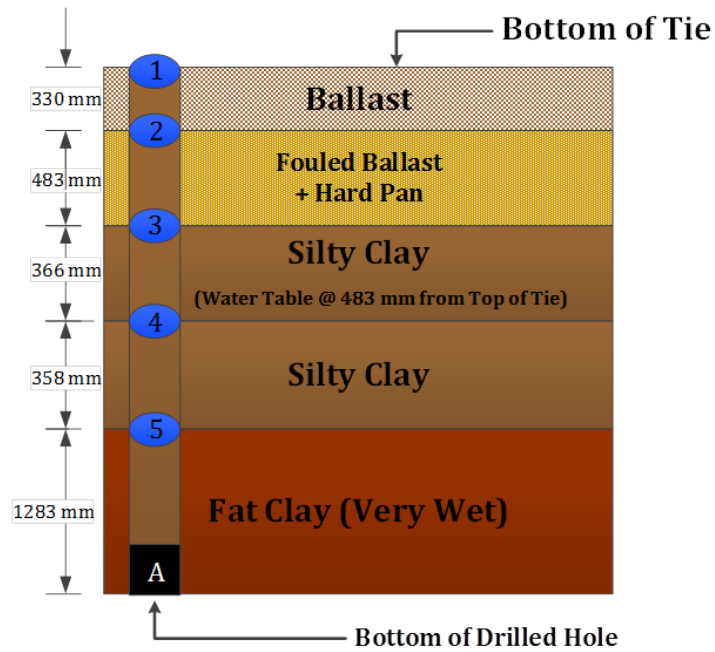 Bottom of Tie
1
330 mm
Ballast
2
483 mm
Fouled Ballast
+ Hard Pan
3
366 mm
Silty Clay
(Water Table @ 483 mm from Top of Tie)
4
358 mm
Silty Clay
5
1283 mm
Fat Clay (Very Wet)
A
Bottom of Drilled Hole